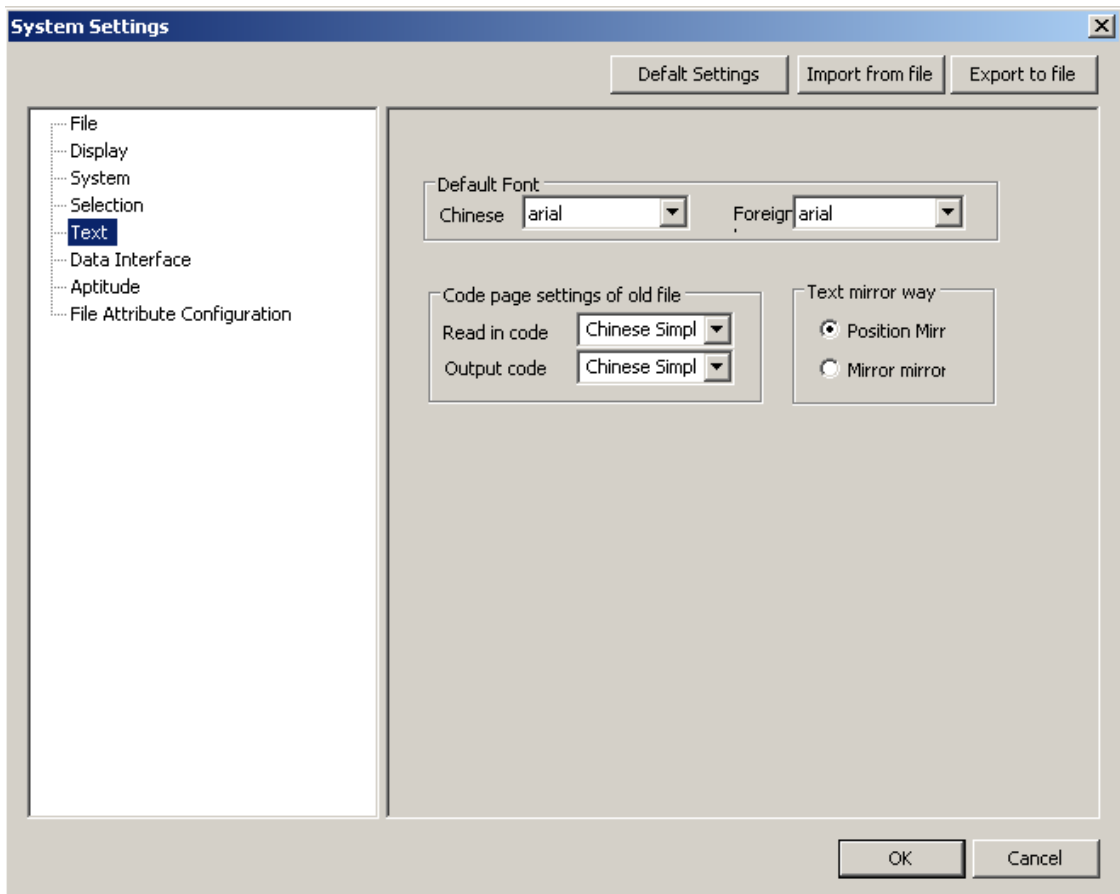 System Settings
Defalt Settings Import from file Export to file
File
Display
System
Selection
Text
Data Interface
Aptitude
File Attribute Configuration
Default Font
Chinese arial Foreign arial
Code page settings of old file
Read in code Chinese Simpl
Output code Chinese Simpl
Text mirror way
Position Mirr
Mirror mirror
OK Cancel